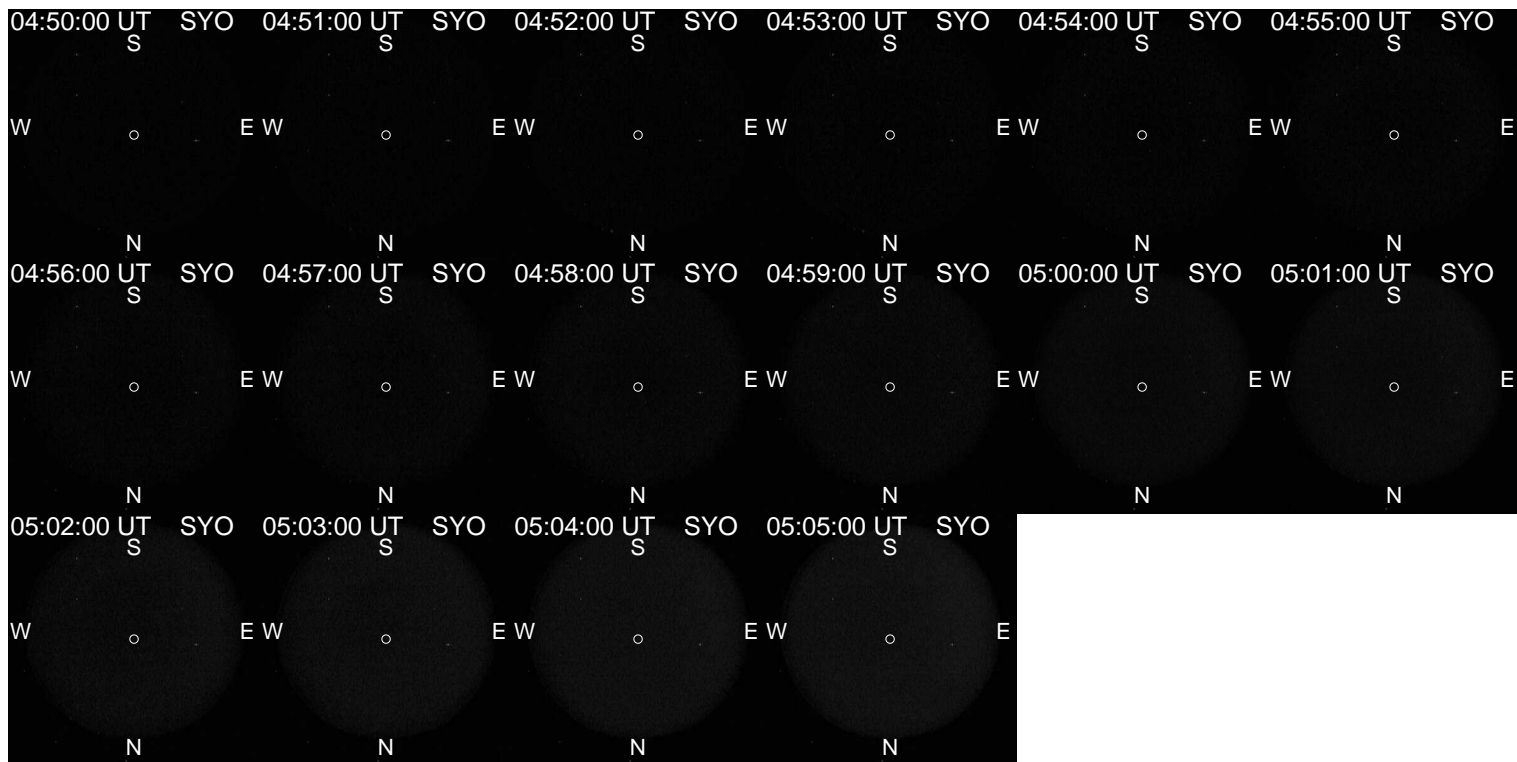 04:50:00 UT SYO 04:51:00 UT SYO 04:52:00 UT SYO 04:53:00 UT SYO 04:54:00 UT SYO 04:55:00 UT SYO
S S S S S S
W E W E W E W E W E W E
N N N N N N
04:56:00 UT SYO 04:57:00 UT SYO 04:58:00 UT SYO 04:59:00 UT SYO 05:00:00 UT SYO 05:01:00 UT SYO
S S S S S S
W E W E W E W E W E W E
N N N N N N
05:02:00 UT SYO 05:03:00 UT SYO 05:04:00 UT SYO 05:05:00 UT SYO
S S S S
W E W E W E W E
N N N N